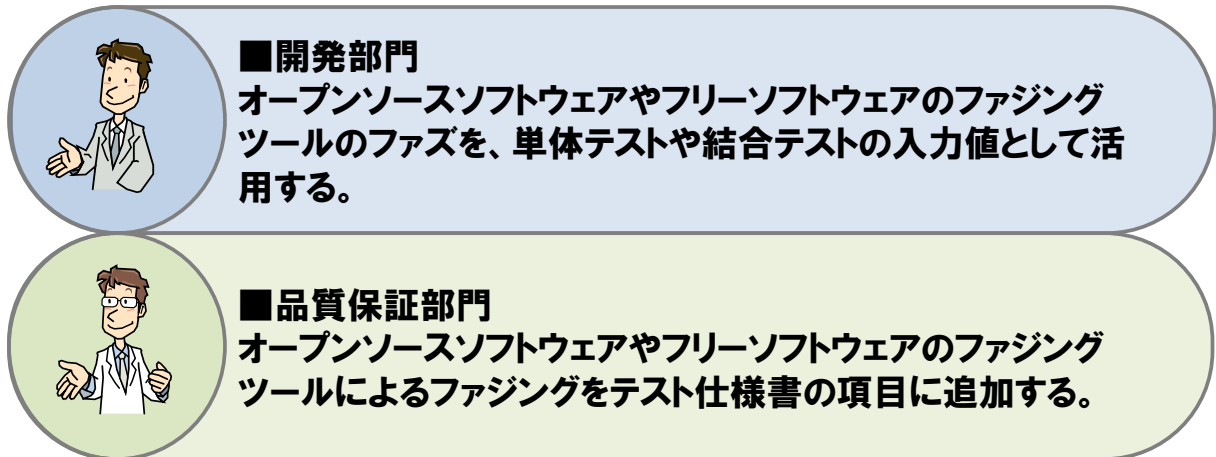 ■開発部門
オープンソースソフトウェアやフリーソフトウェアのファジング
ツールのファズを、単体テストや結合テストの入力値として活
用する。
■品質保証部門
オープンソースソフトウェアやフリーソフトウェアのファジング
ツールによるファジングをテスト仕様書の項目に追加する。